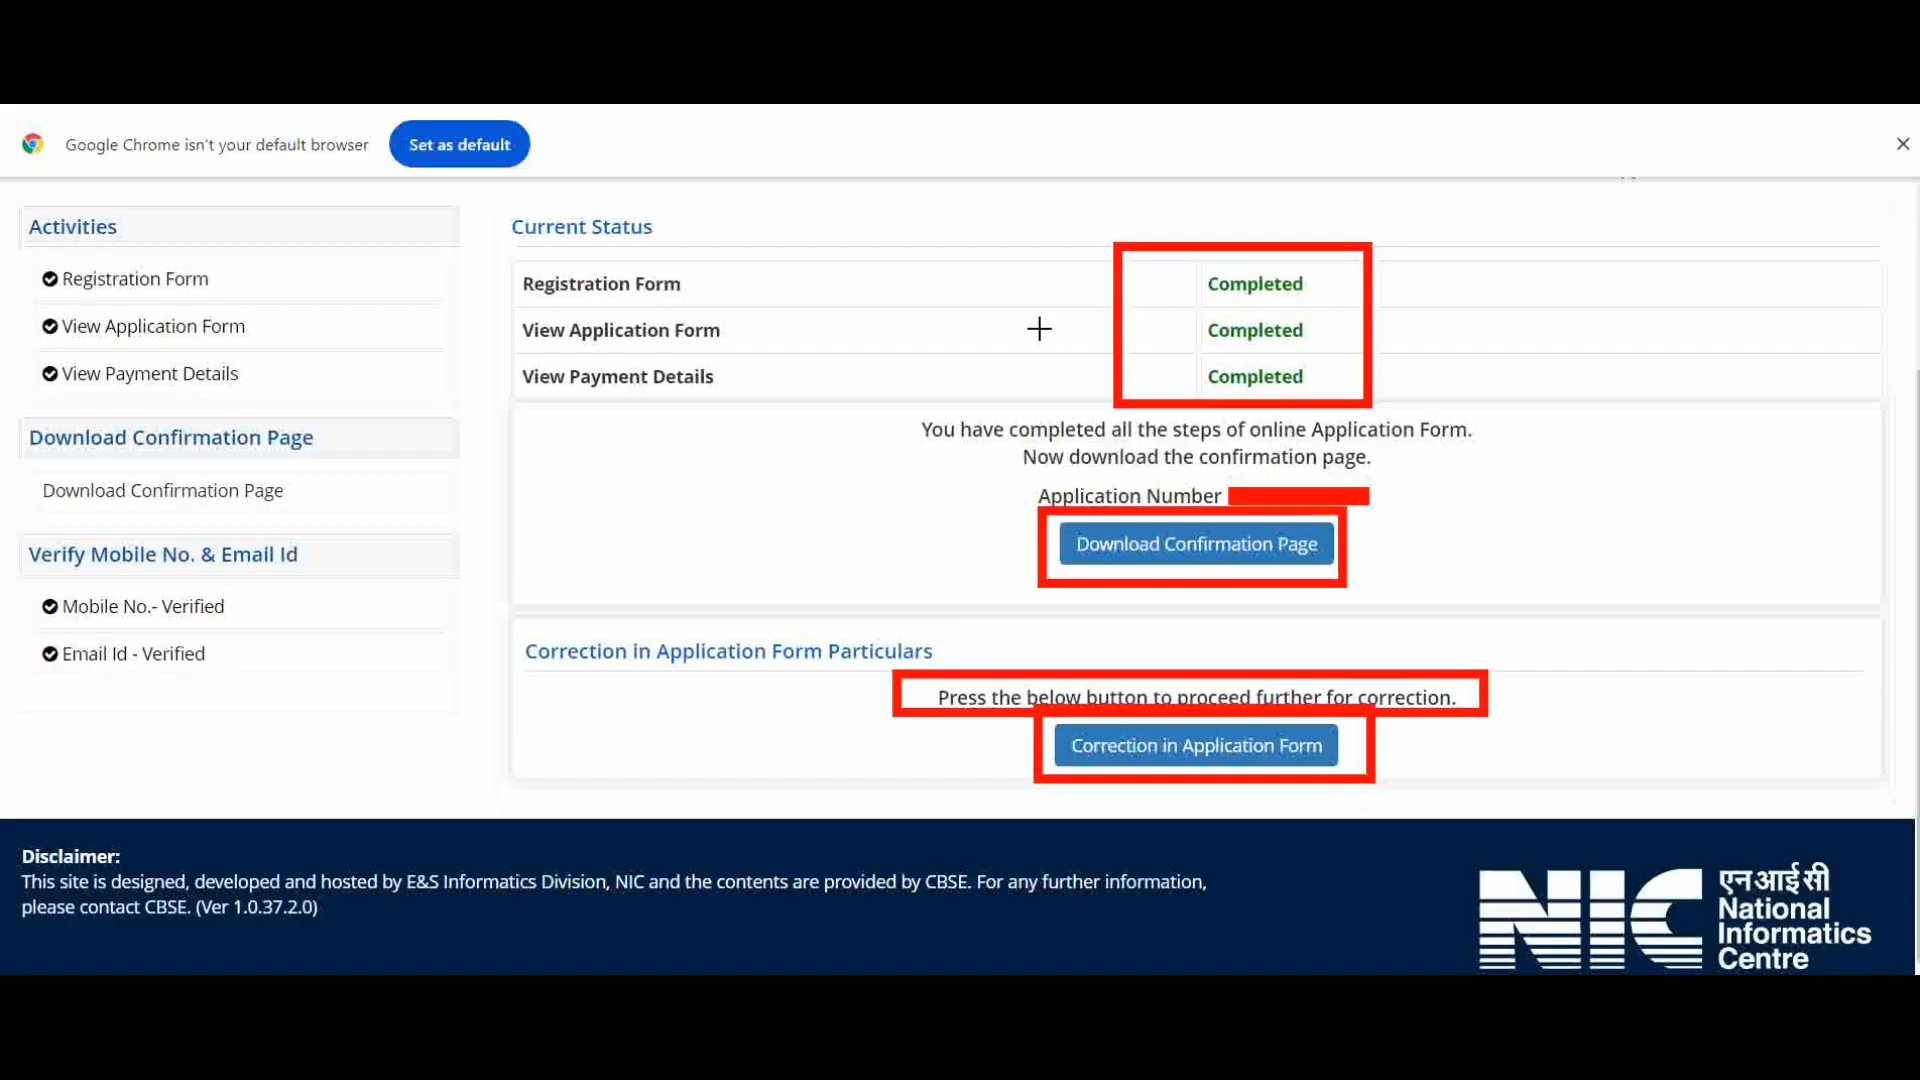 Google Chrome isn't your default browser
Set as default
Activities
Registration Form
View Application Form
View Payment Details
Download Confirmation Page
Download Confirmation Page
Verify Mobile No. & Email Id
Mobile No.- Verified
Email Id - Verified
Current Status
Registration Form Completed
View Application Form Completed
View Payment Details Completed
You have completed all the steps of online Application Form.
Now download the confirmation page.
Application Number
Download Confirmation Page
Correction in Application Form Particulars
Press the below button to proceed further for correction.
Correction in Application Form
Disclaimer:
This site is designed, developed and hosted by E&S Informatics Division, NIC and the contents are provided by CBSE. For any further information,
please contact CBSE. (Ver 1.0.37.2.0)
NIC
एन आई सी
National
Informatics
Centre